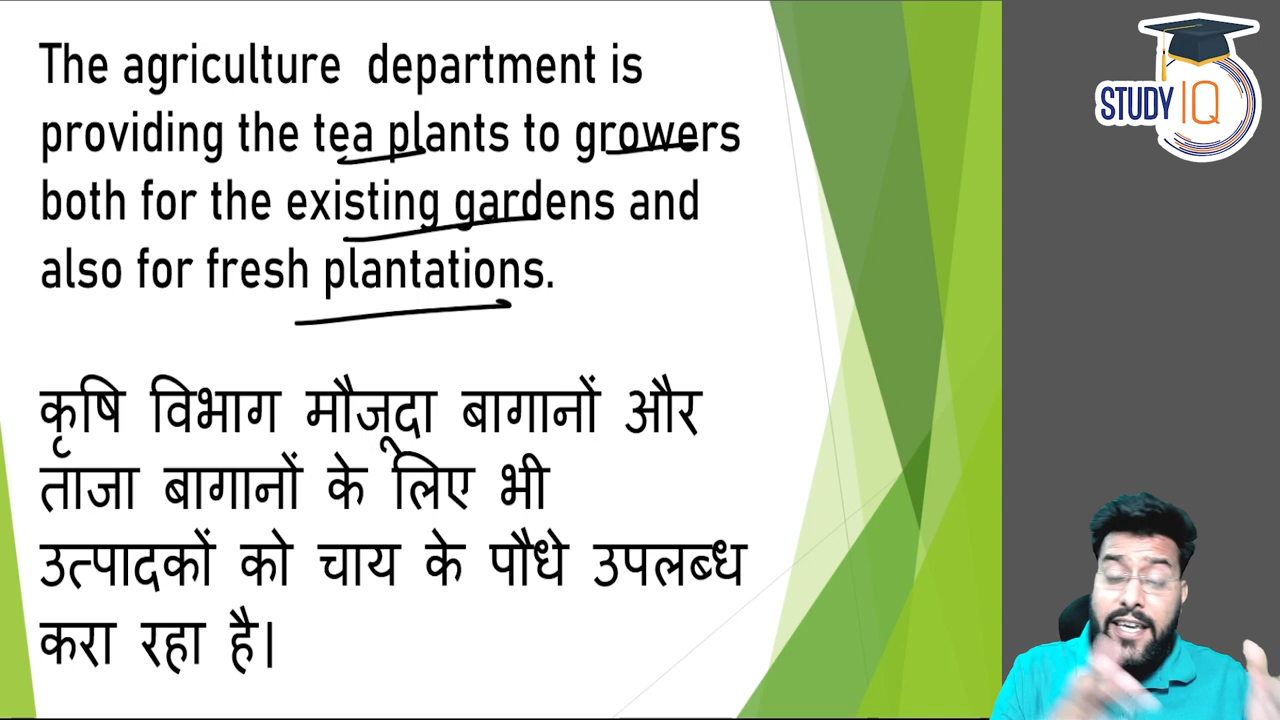 The agriculture department is
providing the tea plants to growers
both for the existing gardens and
also for fresh plantations.
कृषि विभाग मौजूदा बागानों और
ताजा बागानों के लिए भी
उत्पादकों को चाय के पौधे उपलब्ध
करा रहा है।
STUDY IQ